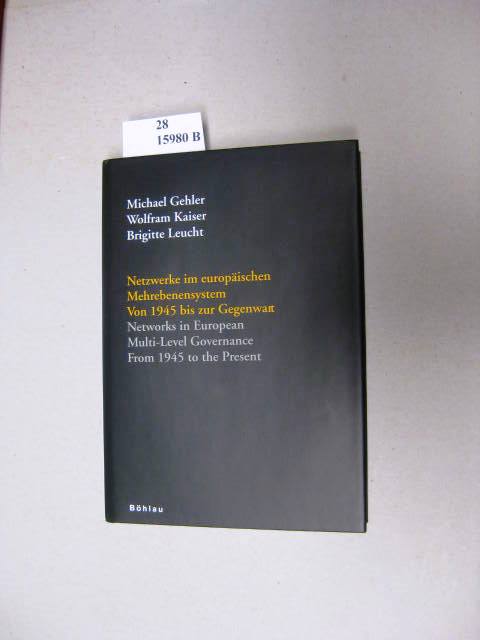 28
15980 B
Michael Gehler
Wolfram Kaiser
Brigitte Leucht
Netzwerke im europäischen
Mehrebenensystem
Von 1945 bis zur Gegenwart
Networks in European
Multi-Level Governance
From 1945 to the Present
Böhlau